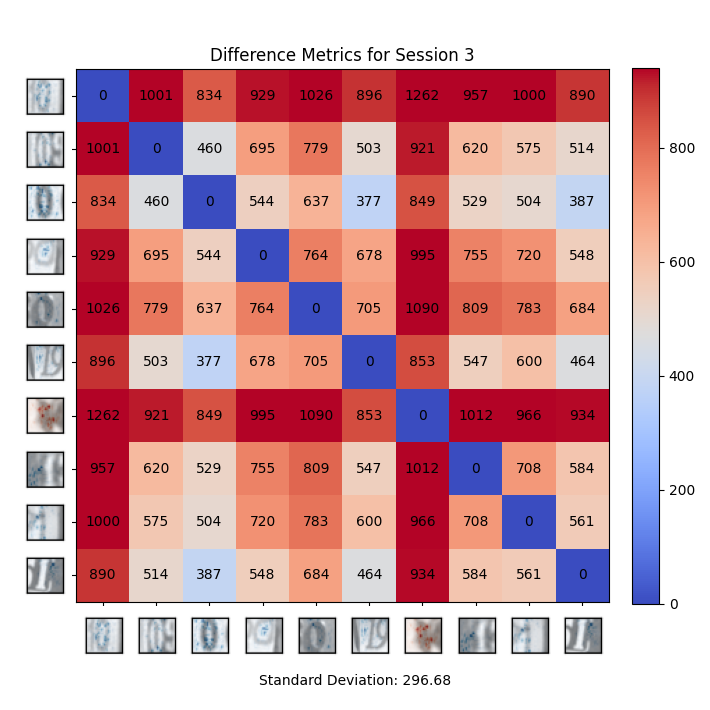 Difference Metrics for Session 3
0 1001 834 929 1026 896 1262 957 1000 890
1001 0 460 695 779 503 921 620 575 514
834 460 0 544 637 377 849 529 504 387
929 695 544 0 764 678 995 755 720 548
1026 779 637 764 0 705 1090 809 783 684
896 503 377 678 705 0 853 547 600 464
1262 921 849 995 1090 853 0 1012 966 934
957 620 529 755 809 547 1012 0 708 584
1000 575 504 720 783 600 966 708 0 561
890 514 387 548 684 464 934 584 561 0
800
600
400
200
0
Standard Deviation: 296.68